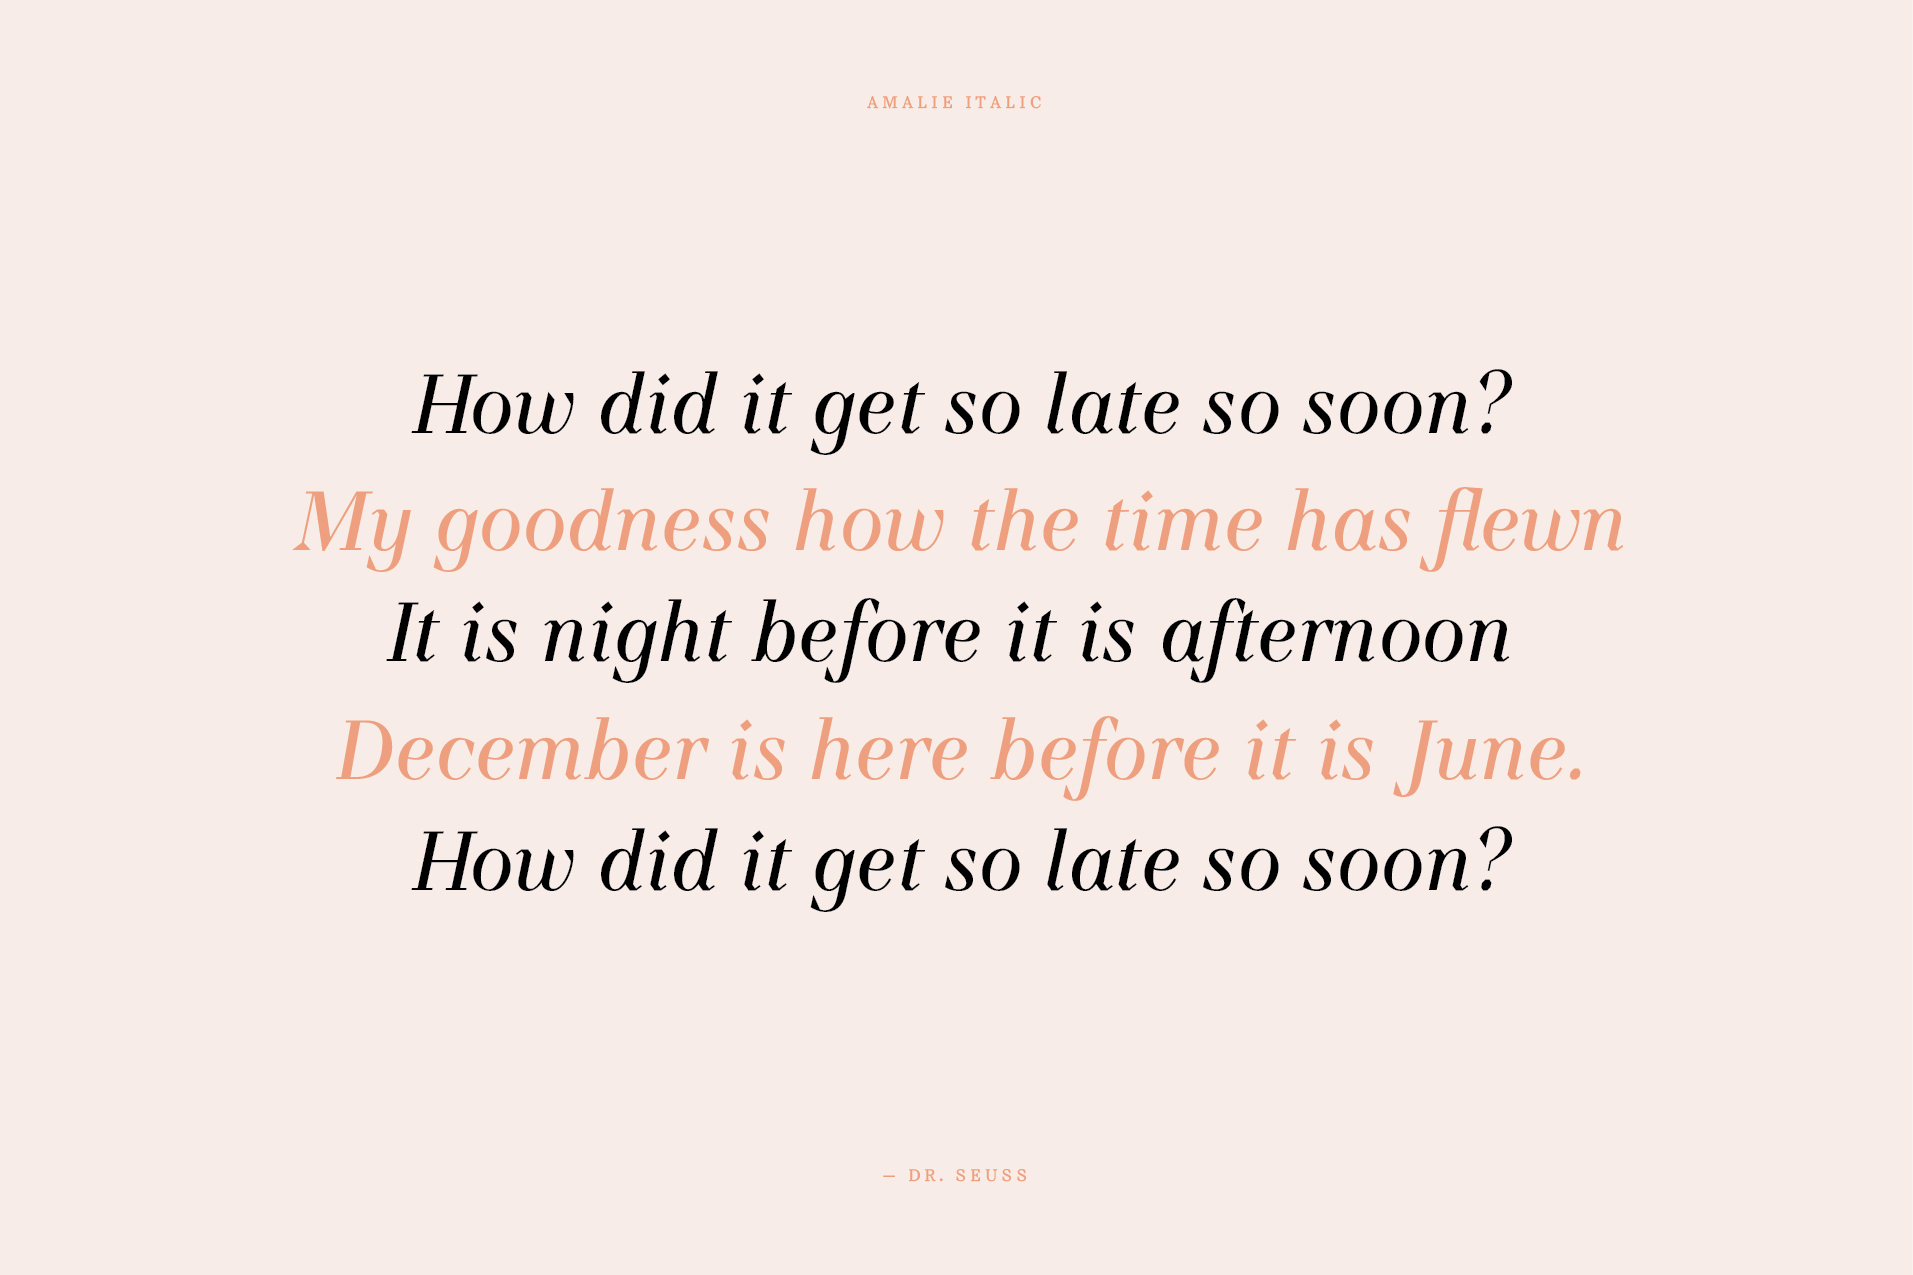 AMALIE ITALIC
How did it get so late so soon?
My goodness how the time has flewn
It is night before it is afternoon
December is here before it is June.
How did it get so late so soon?
– DR. SEUSS